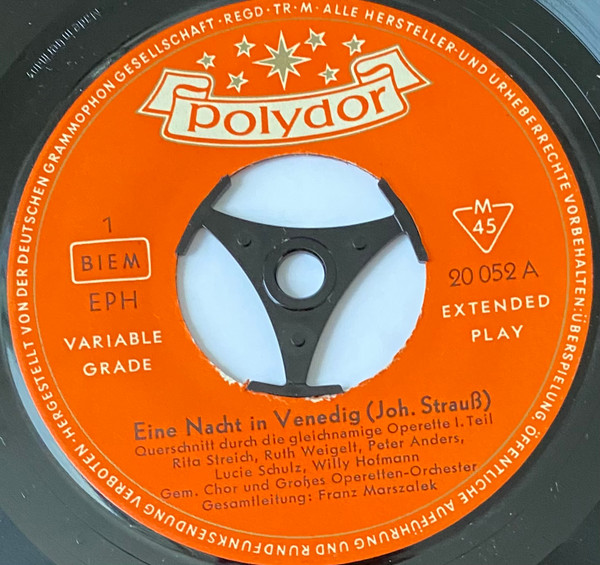 HERGESTELLT VON DER DEUTSCHEN GRAMMOPHON GESELLSCHAFT · REGD · TR · M · ALLE HERSTELLER- UND URHEBERRECHTE VORBEHALTEN: ÜBERSPIELUNG, ÖFFENTLICHE AUFFÜHRUNG UND RUNDFUNKSENDUNG VERBOTEN ·
polydor
1
BIEM
EPH
VARIABLE
GRADE
M
45
20 052 A
EXTENDED
PLAY
Eine Nacht in Venedig (Joh. Strauß)
Querschnitt durch die gleichnamige Operette I. Teil
Rita Streich, Ruth Weigelt, Peter Anders,
Lucie Schulz, Willy Hofmann
Gem. Chor und Großes Operetten-Orchester
Gesamtleitung: Franz Marszalek